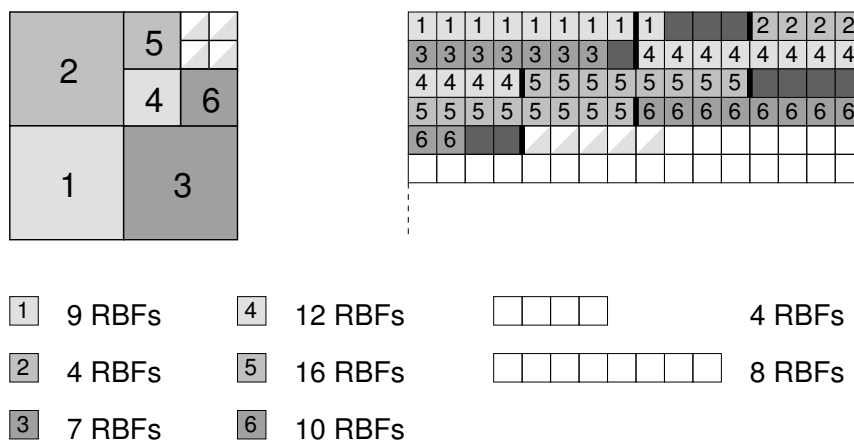 5
2
4 6
1 3
1 1 1 1 1 1 1 1 1 2 2 2 2
3 3 3 3 3 3 3 4 4 4 4 4 4 4 4
4 4 4 4 5 5 5 5 5 5 5 5
5 5 5 5 5 5 5 5 6 6 6 6 6 6 6 6
6 6
1 9 RBFs 4 12 RBFs 4 RBFs
2 4 RBFs 5 16 RBFs 8 RBFs
3 7 RBFs 6 10 RBFs